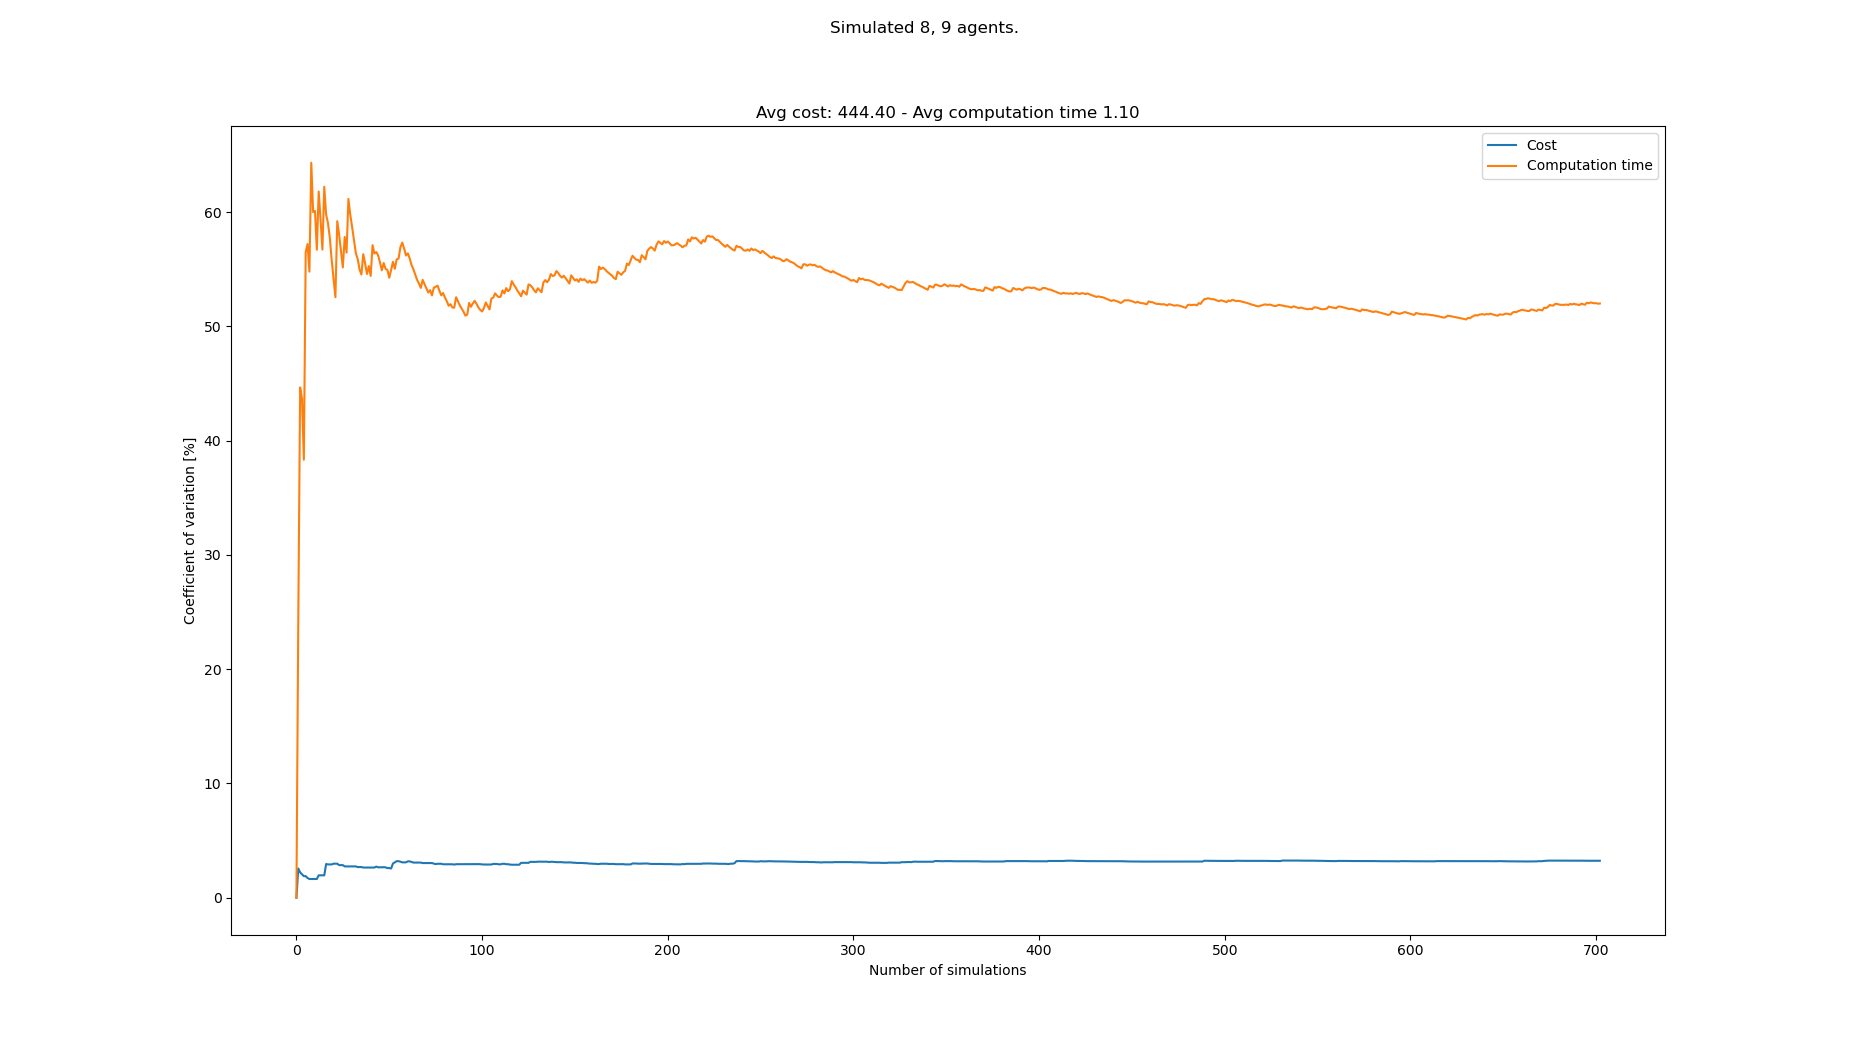 Simulated 8, 9 agents.
Avg cost: 444.40 - Avg computation time 1.10
Cost
Computation time
Coefficient of variation [%]
60
50
40
30
20
10
0
0 100 200 300 400 500 600 700
Number of simulations